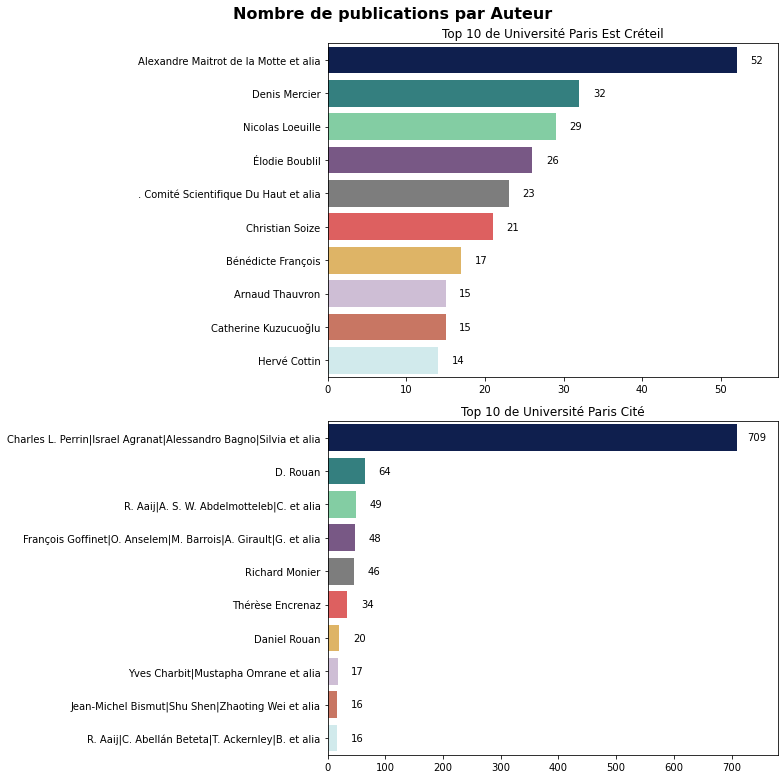 Nombre de publications par Auteur
Top 10 de Université Paris Est Créteil
Alexandre Maitrot de la Motte et alia 52
Denis Mercier 32
Nicolas Loeuille 29
Élodie Boublil 26
. Comité Scientifique Du Haut et alia 23
Christian Soize 21
Bénédicte François 17
Arnaud Thauvron 15
Catherine Kuzucuoğlu 15
Hervé Cottin 14
0 10 20 30 40 50
Top 10 de Université Paris Cité
Charles L. Perrin|Israel Agranat|Alessandro Bagno|Silvia et alia 709
D. Rouan 64
R. Aaij|A. S. W. Abdelmotteleb|C. et alia 49
François Goffinet|O. Anselem|M. Barrois|A. Girault|G. et alia 48
Richard Monier 46
Thérèse Encrenaz 34
Daniel Rouan 20
Yves Charbit|Mustapha Omrane et alia 17
Jean-Michel Bismut|Shu Shen|Zhaoting Wei et alia 16
R. Aaij|C. Abellán Beteta|T. Ackernley|B. et alia 16
0 100 200 300 400 500 600 700